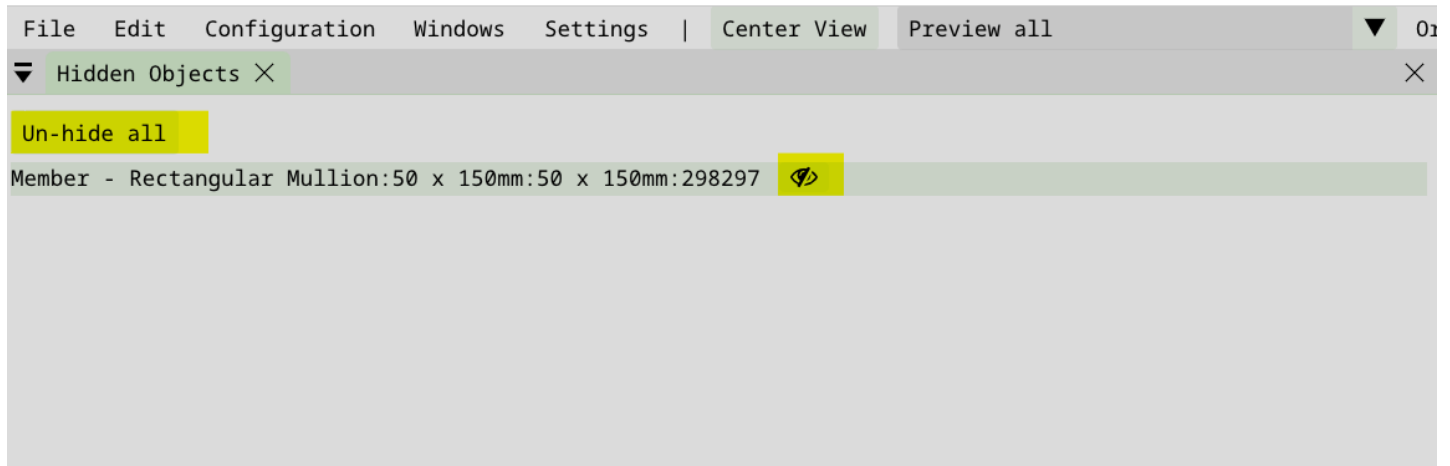 File Edit Configuration Windows Settings | Center View Preview all
Hidden Objects
Un-hide all
Member - Rectangular Mullion:50 x 150mm:50 x 150mm:298297